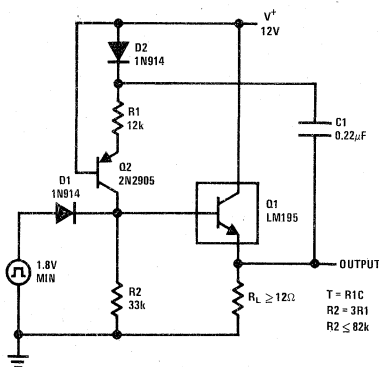 V+
12V
D2
1N914
R1
12k
C1
0.22μF
Q2
2N2905
D1
1N914
Q1
LM195
1.8V
MIN
OUTPUT
R2
33k
RL ≥ 12Ω
T = R1C
R2 = 3R1
R2 ≤ 82k